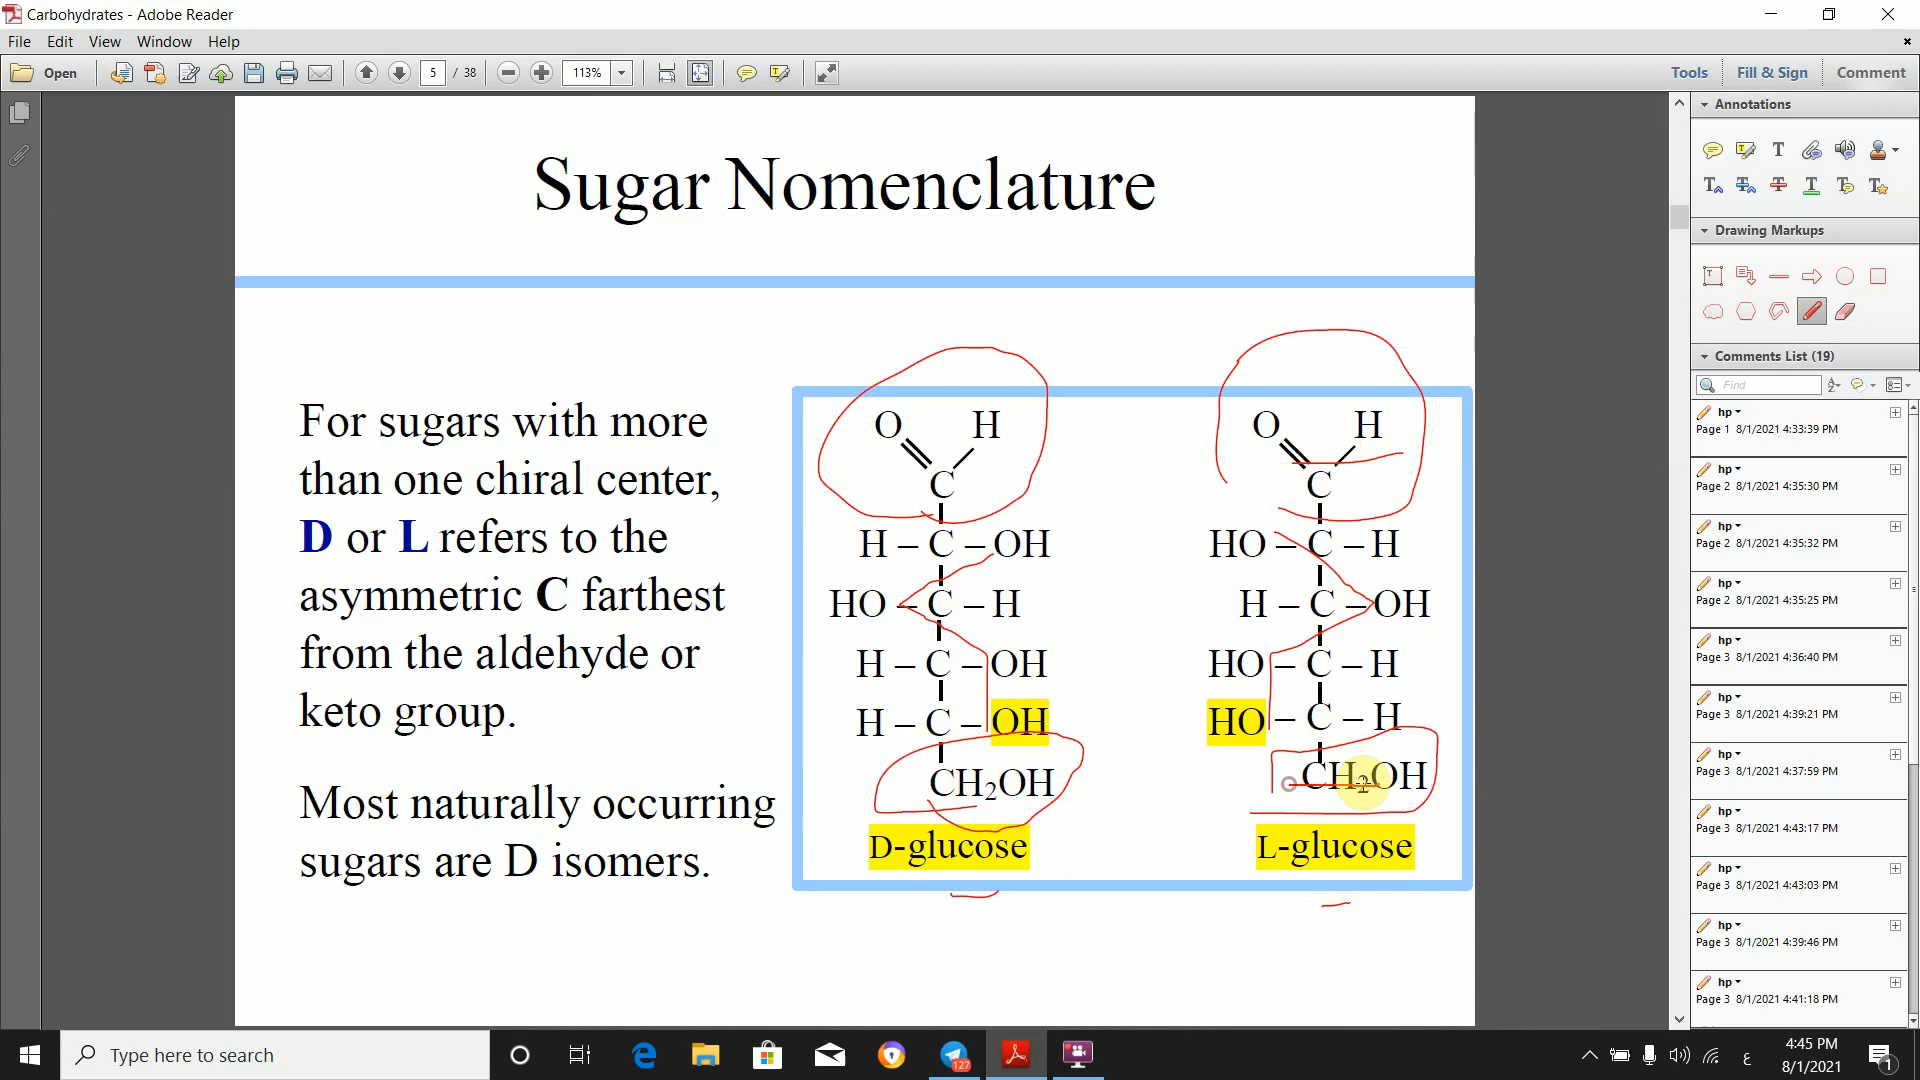 Carbohydrates - Adobe Reader
File Edit View Window Help
Open 5 / 38 113% Tools Fill & Sign Comment
Annotations
Drawing Markups
Comments List (19)
Find
hp
Page 1 8/1/2021 4:33:39 PM
hp
Page 2 8/1/2021 4:35:30 PM
hp
Page 2 8/1/2021 4:35:32 PM
hp
Page 2 8/1/2021 4:35:25 PM
hp
Page 3 8/1/2021 4:36:40 PM
hp
Page 3 8/1/2021 4:39:21 PM
hp
Page 3 8/1/2021 4:37:59 PM
hp
Page 3 8/1/2021 4:43:17 PM
hp
Page 3 8/1/2021 4:43:03 PM
hp
Page 3 8/1/2021 4:39:46 PM
hp
Page 3 8/1/2021 4:41:18 PM
Sugar Nomenclature
For sugars with more
than one chiral center,
D or L refers to the
asymmetric C farthest
from the aldehyde or
keto group.
Most naturally occurring
sugars are D isomers.
O H
C
H – C – OH
HO – C – H
H – C – OH
H – C – OH
CH₂OH
D-glucose
O H
C
HO – C – H
H – C – OH
HO – C – H
HO – C – H
CH₂OH
L-glucose
Type here to search
127
ع
4:45 PM
8/1/2021
1